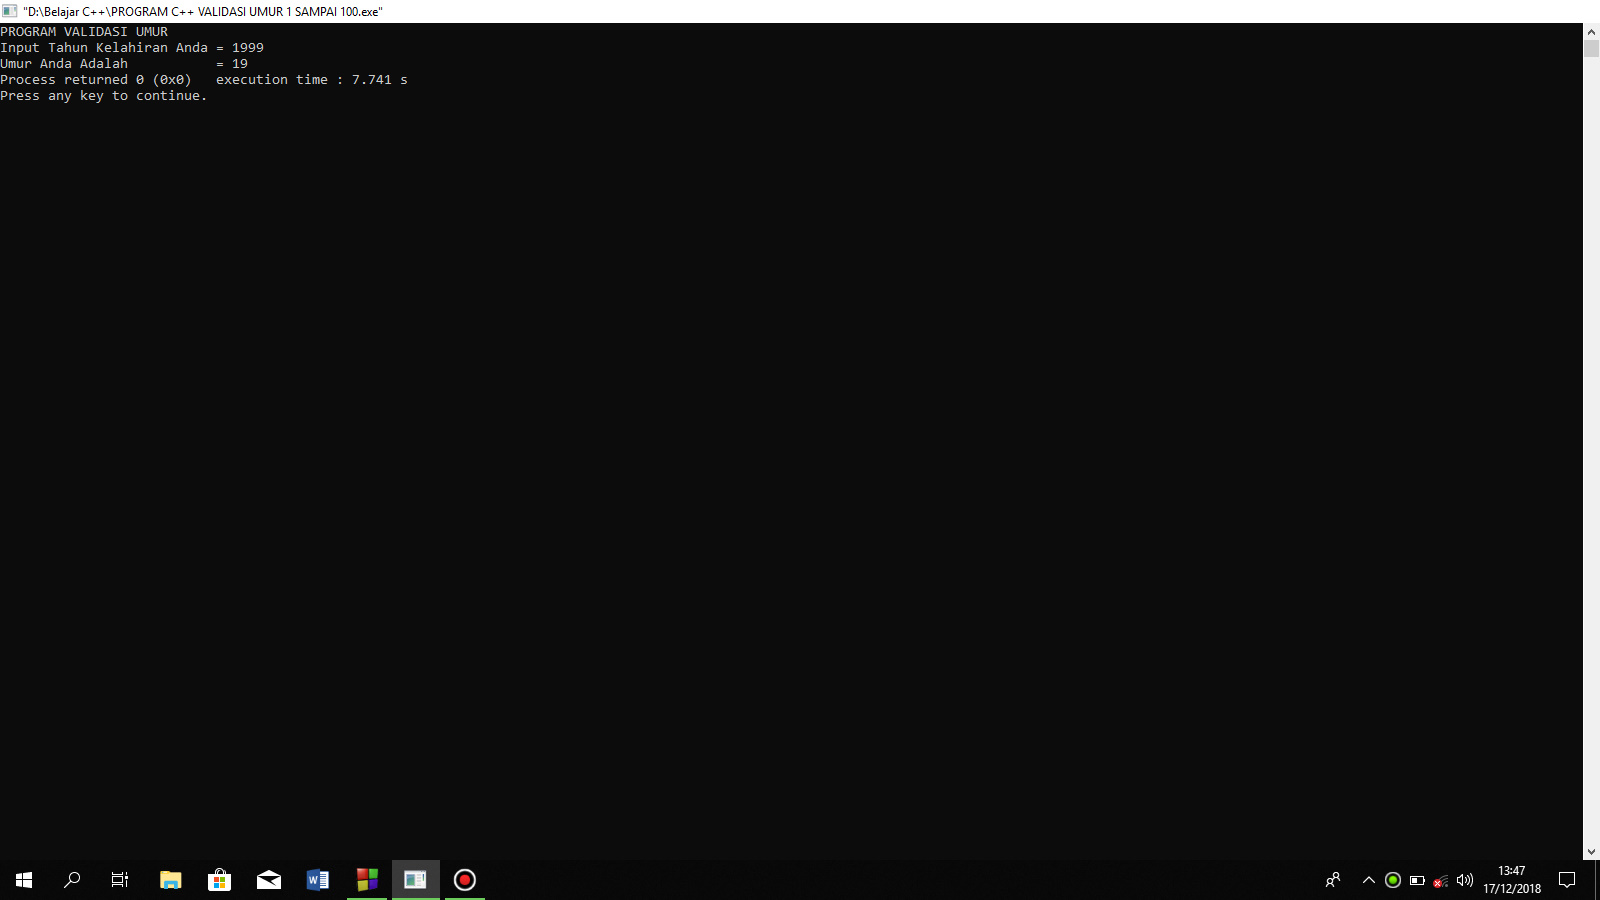 "D:\Belajar C++\PROGRAM C++ VALIDASI UMUR 1 SAMPAI 100.exe"
PROGRAM VALIDASI UMUR
Input Tahun Kelahiran Anda = 1999
Umur Anda Adalah           = 19
Process returned 0 (0x0)   execution time : 7.741 s
Press any key to continue.
13:47
17/12/2018